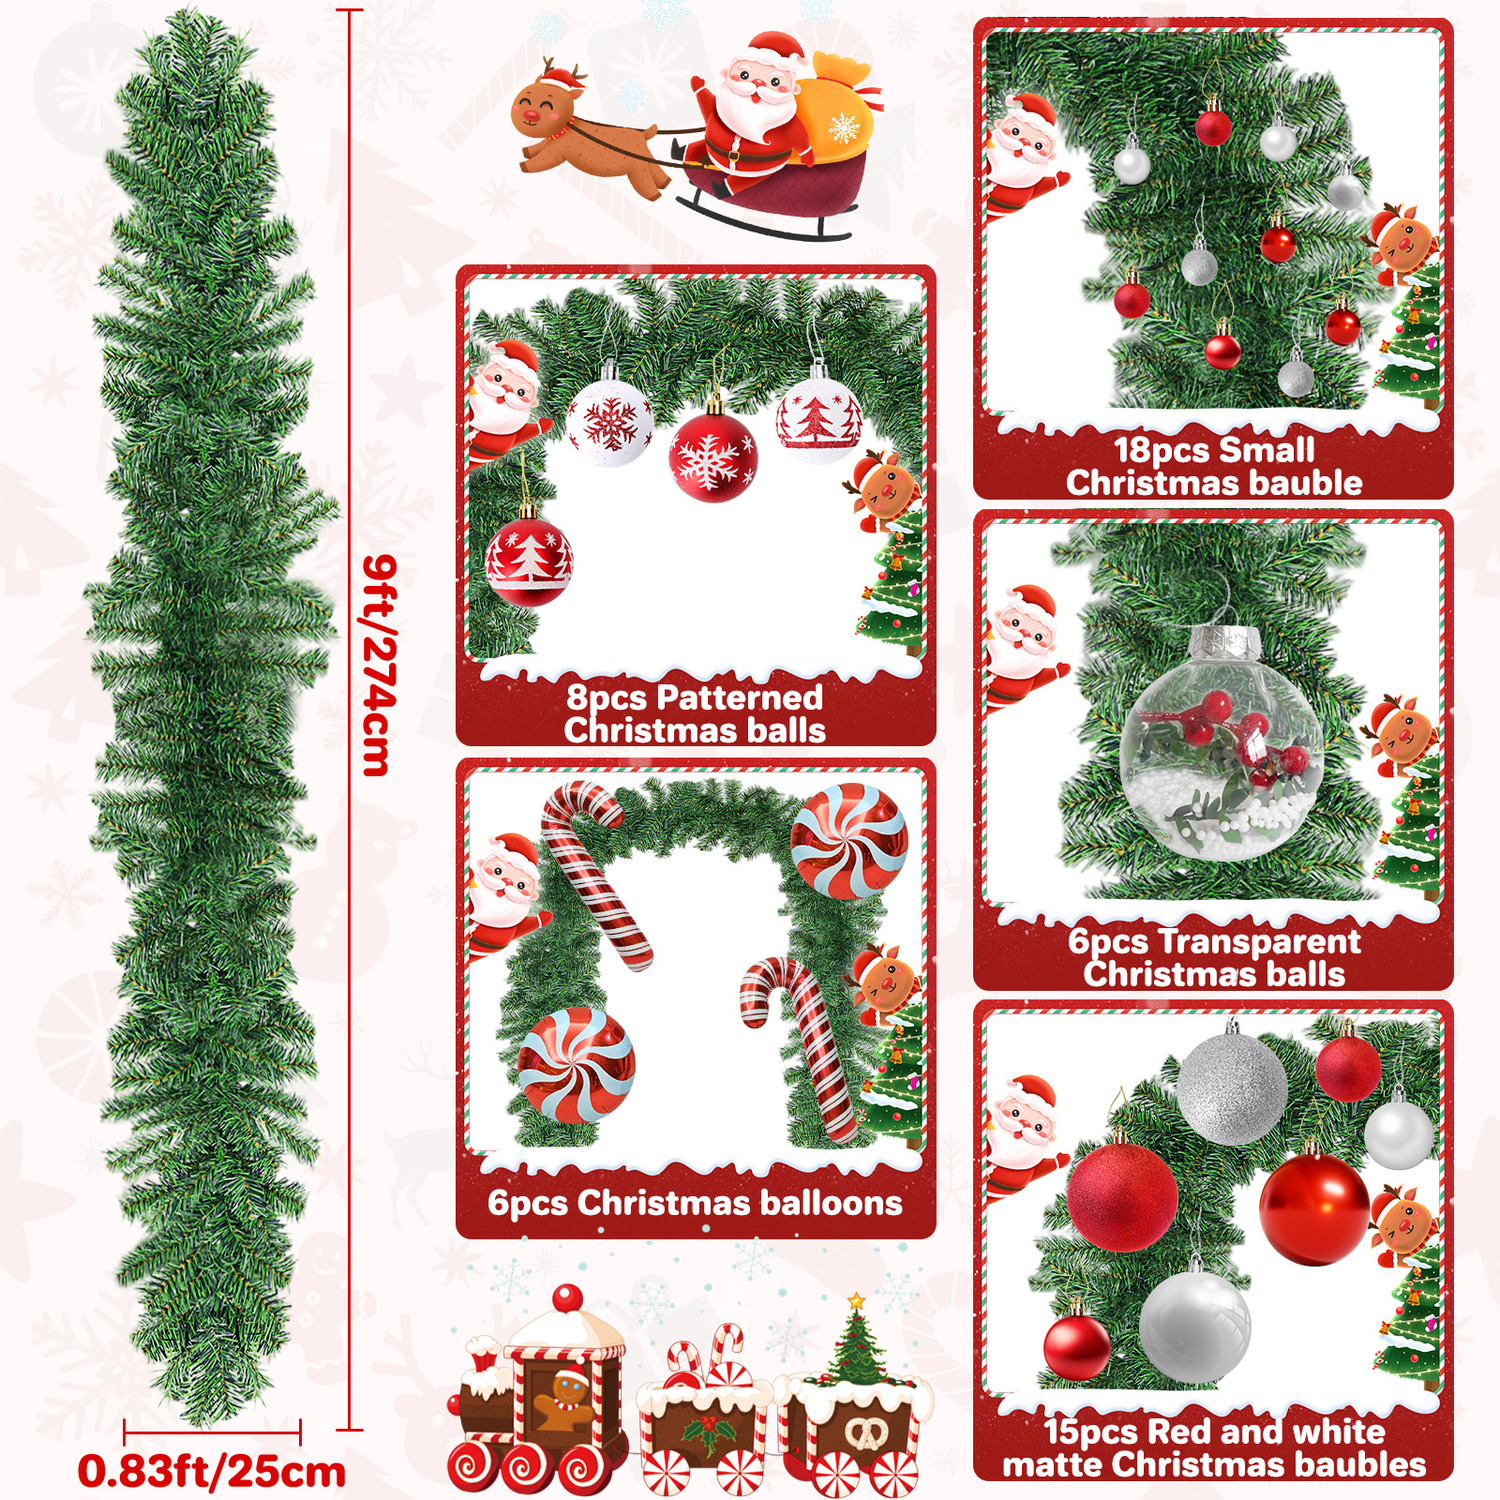 9ft/274cm
0.83ft/25cm
8pcs Patterned
Christmas balls
6pcs Christmas balloons
18pcs Small
Christmas bauble
6pcs Transparent
Christmas balls
15pcs Red and white
matte Christmas baubles